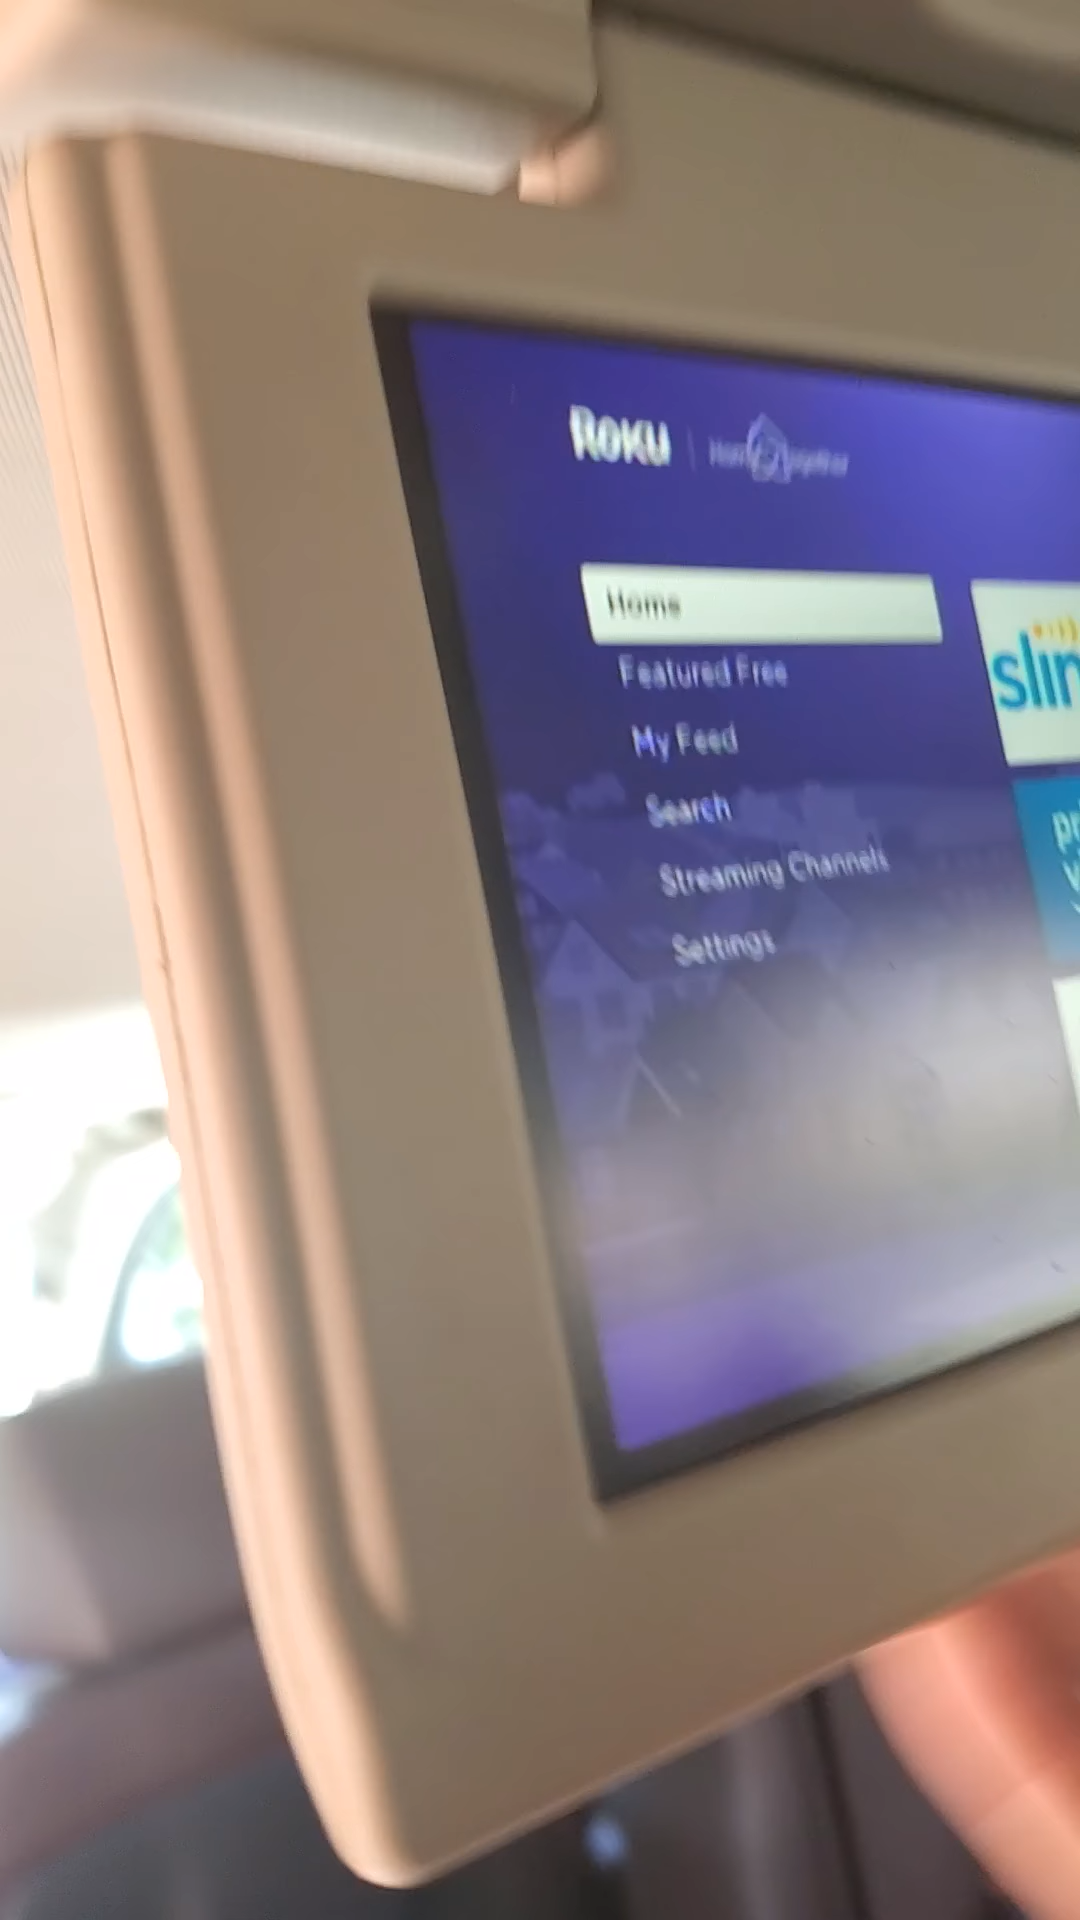 Roku
Home
Featured Free
My Feed
Search
Streaming Channels
Settings
slin